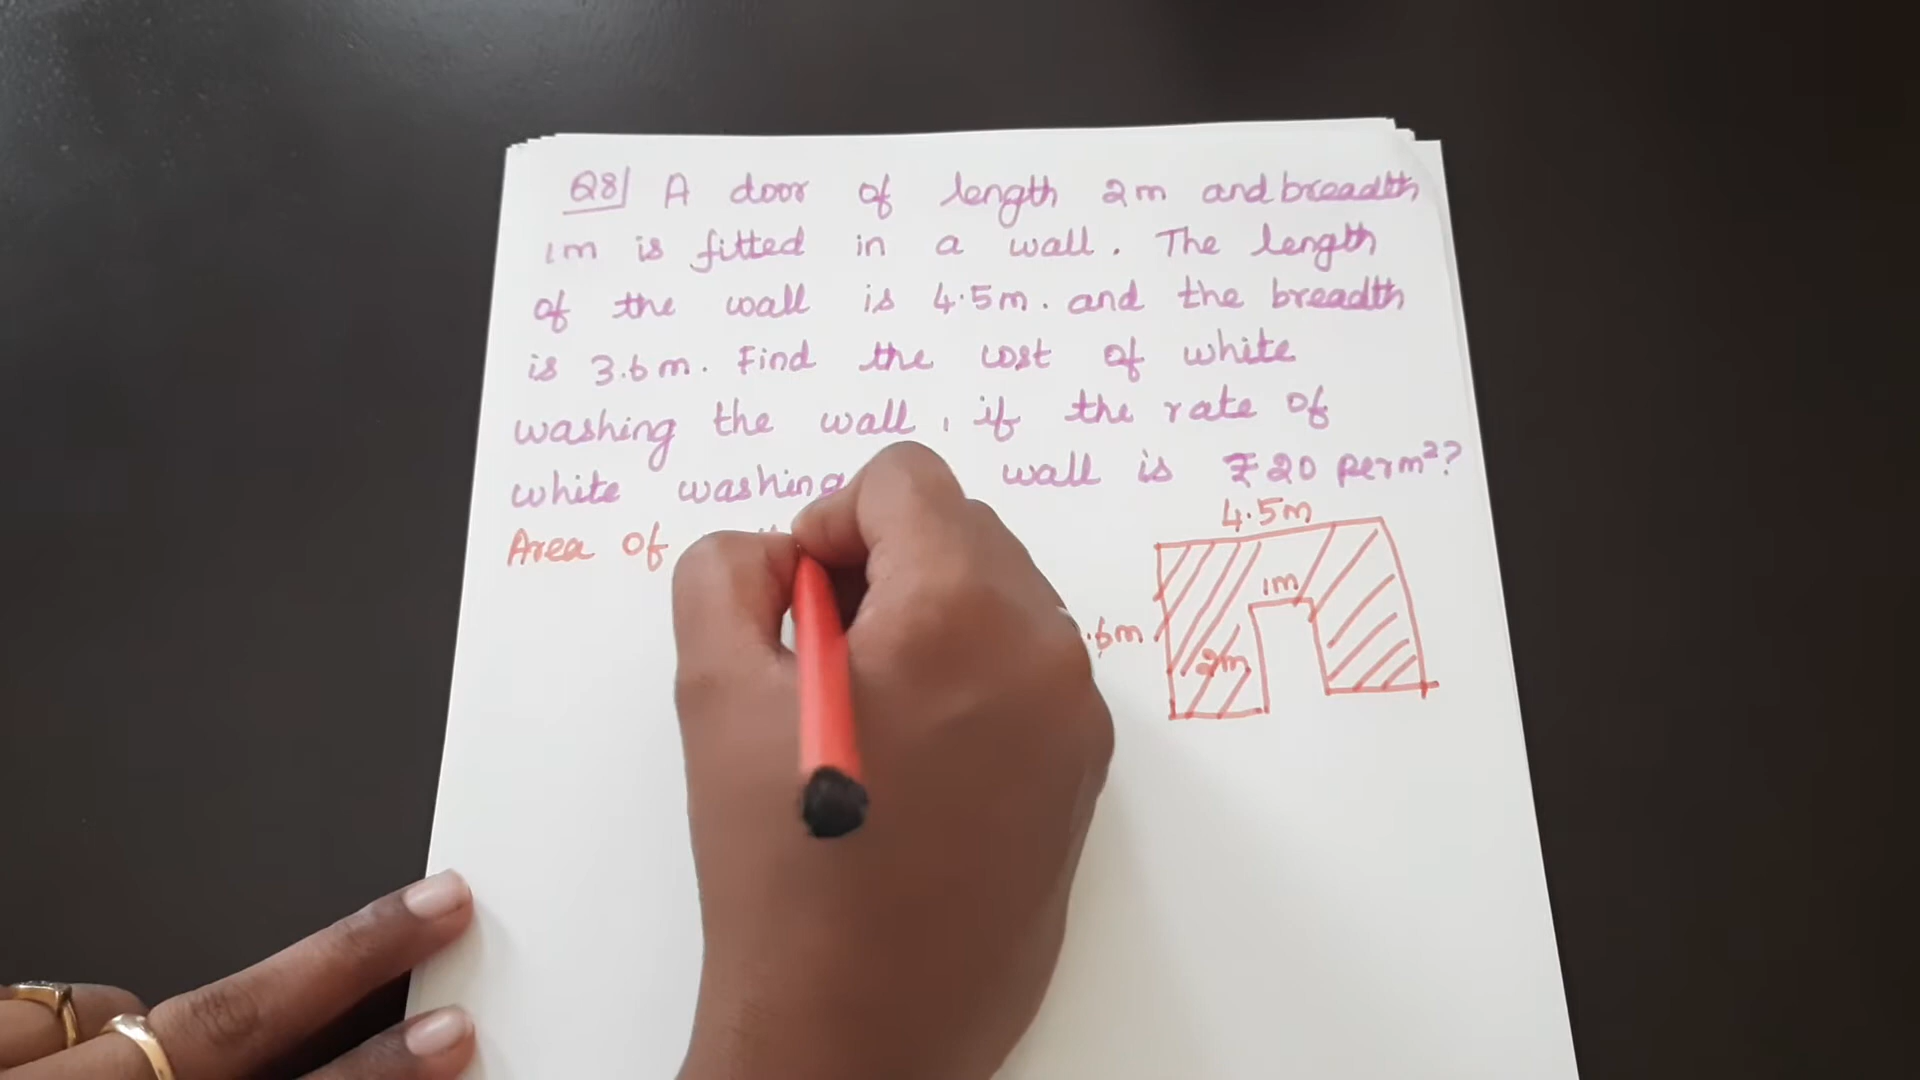 Q8 A door of length 2m and breadth
1m is fitted in a wall. The length
of the wall is 4.5m. and the breadth
is 3.6m. Find the cost of white
washing the wall, if the rate of
white washing wall is ₹20 per m²?
Area of
4.5m
1m
.6m
2m